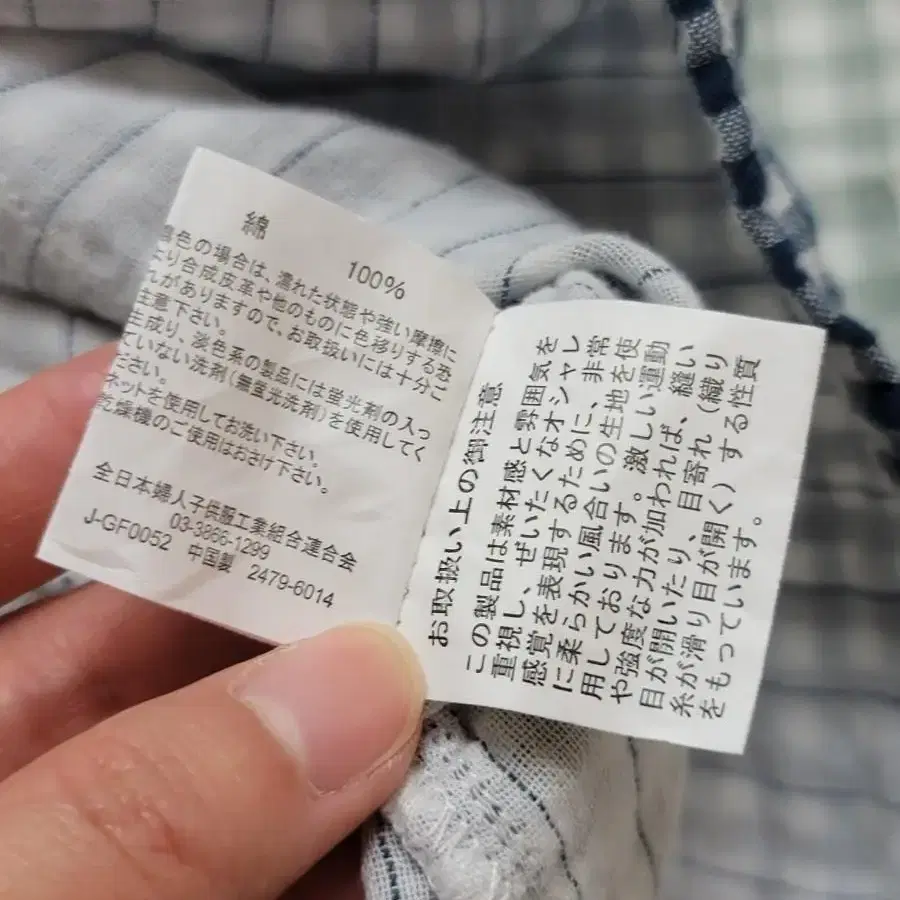 綿 100%
濃色の場合は、濡れた状態や強い摩擦に
より合成皮革や他のものに色移りする恐
れがありますので、お取扱いには十分ご
注意下さい。
生成り、淡色系の製品には蛍光剤の入っ
ていない洗剤(無蛍光洗剤)を使用してく
ださい。
ネットを使用してお洗い下さい。
乾燥機のご使用はおさけ下さい。
全日本婦人子供服工業組合連合会
03-3866-1299
J-GF0052 中国製 2479-6014
お取扱い上の御注意
この製品は素材感と雰囲気を
重視し、ぜいたくなオシャレ
感覚を表現するために、非常
に柔らかい風合いの生地を使
用しております。激しい運動
や強度な力が加われば、縫い
目が開いたり、目寄れ(織り
糸が滑り目が開く)する性質
をもっています。